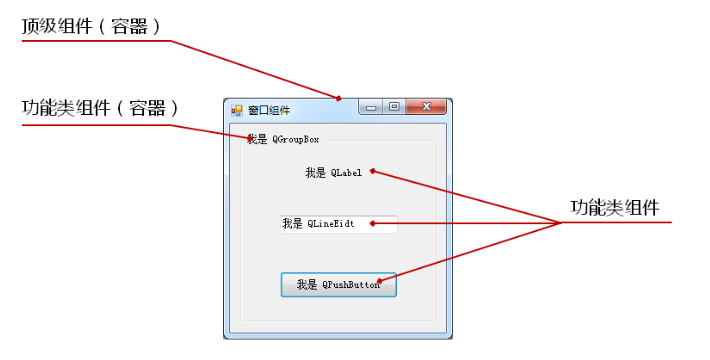 顶级组件（容器）
功能类组件（容器）
窗口组件
我是 QGroupBox
我是 QLabel
功能类组件
我是 QLineEidt
我是 QPushButton